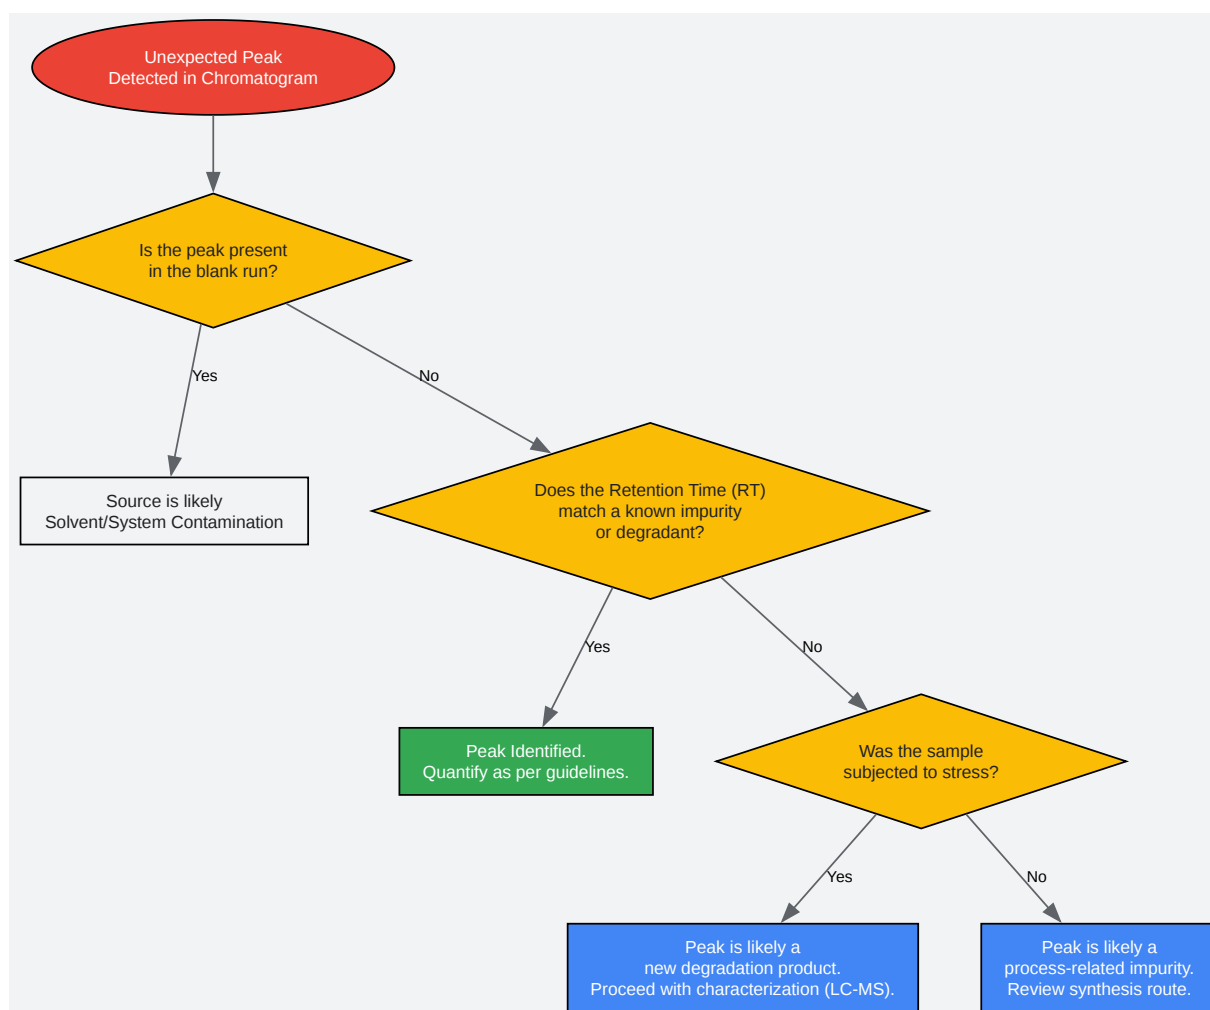 Unexpected Peak
Detected in Chromatogram
Is the peak present
in the blank run?
Yes
No
Source is likely
Solvent/System Contamination
Does the Retention Time (RT)
match a known impurity
or degradant?
Yes
No
Peak Identified.
Quantify as per guidelines.
Was the sample
subjected to stress?
Yes
No
Peak is likely a
new degradation product.
Proceed with characterization (LC-MS).
Peak is likely a
process-related impurity.
Review synthesis route.